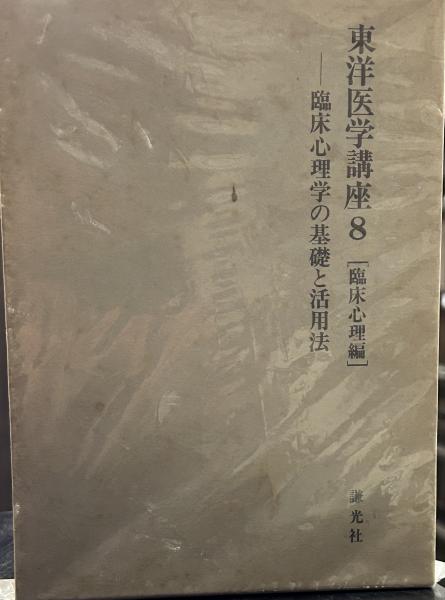 東洋医学講座8[臨床心理編]
―臨床心理学の基礎と活用法
謙光社